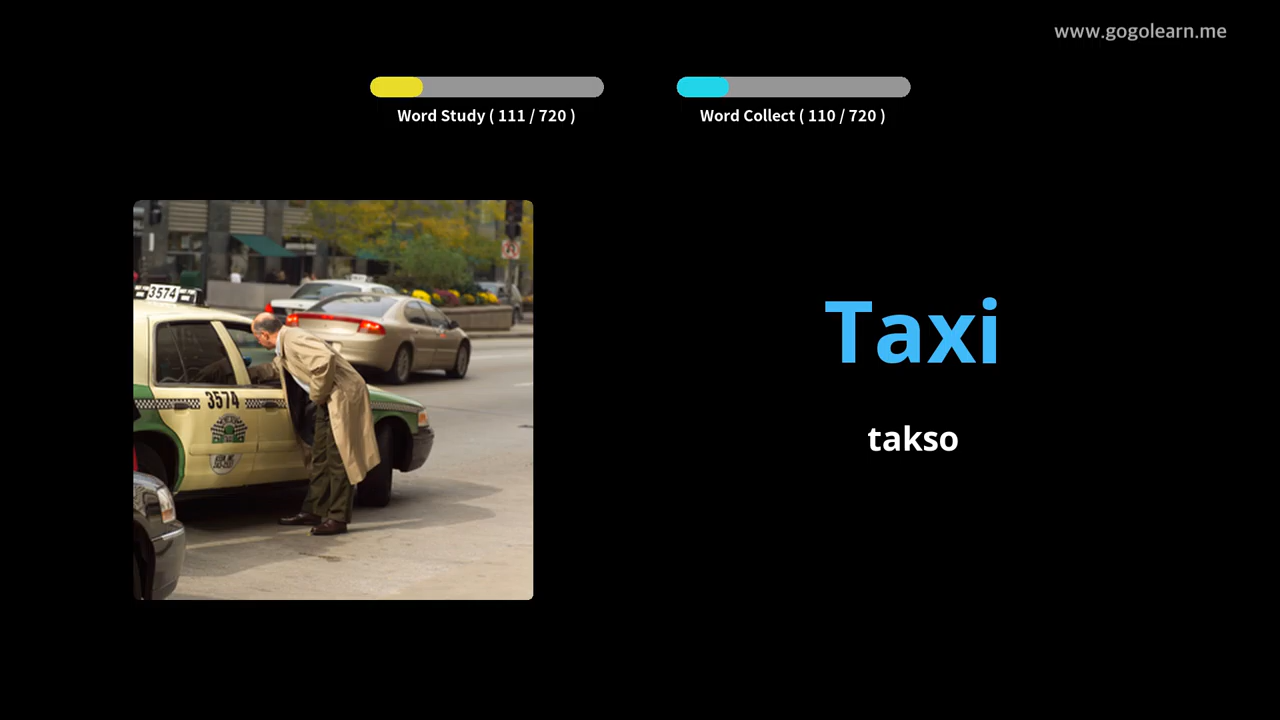 www.gogolearn.me
Word Study ( 111 / 720 )
Word Collect ( 110 / 720 )
3574
3574
Taxi
takso